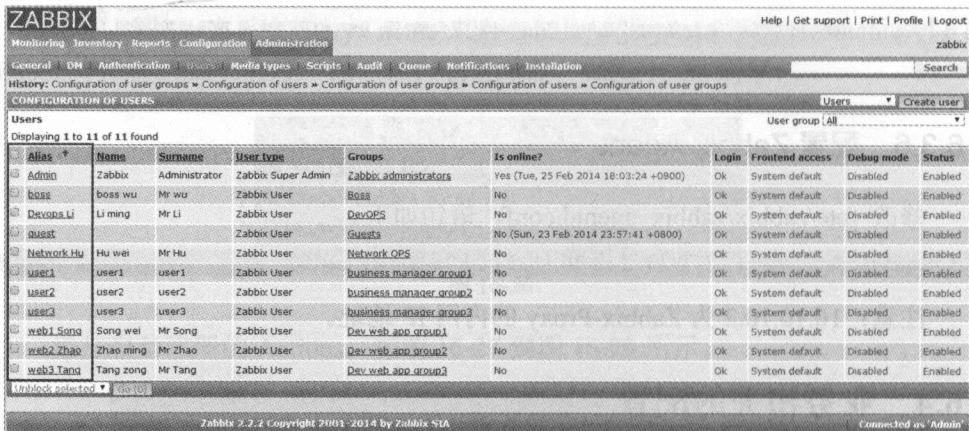 ZABBIX
Help | Get support | Print | Profile | Logout
Monitoring Inventory Reports Configuration Administration
zabbix
General DM Authentication Users Media types Scripts Audit Queue Notifications Installation
Search
History: Configuration of user groups » Configuration of users » Configuration of user groups » Configuration of users » Configuration of user groups
CONFIGURATION OF USERS
Users Create user
Users
User group All
Displaying 1 to 11 of 11 found
Alias Name Surname User type Groups Is online? Login Frontend access Debug mode Status
Admin Zabbix Administrator Zabbix Super Admin Zabbix administrators Yes (Tue, 25 Feb 2014 18:03:24 +0800) Ok System default Disabled Enabled
boss boss wu Mr wu Zabbix User Boss No Ok System default Disabled Enabled
Devops Li Li ming Mr Li Zabbix User DevOPS No Ok System default Disabled Enabled
guest Zabbix User Guests No (Sun, 23 Feb 2014 23:57:41 +0800) Ok System default Disabled Enabled
Network Hu Hu wei Mr Hu Zabbix User Network OPS No Ok System default Disabled Enabled
user1 user1 user1 Zabbix User business manager group1 No Ok System default Disabled Enabled
user2 user2 user2 Zabbix User business manager group2 No Ok System default Disabled Enabled
user3 user3 user3 Zabbix User business manager group3 No Ok System default Disabled Enabled
web1 Song Song wei Mr Song Zabbix User Dev web app group1 No Ok System default Disabled Enabled
web2 Zhao Zhao ming Mr Zhao Zabbix User Dev web app group2 No Ok System default Disabled Enabled
web3 Tang Tang zong Mr Tang Zabbix User Dev web app group3 No Ok System default Disabled Enabled
Unblock selected Go (0)
Zabbix 2.2.2 Copyright 2001-2014 by Zabbix SIA
Connected as 'Admin'